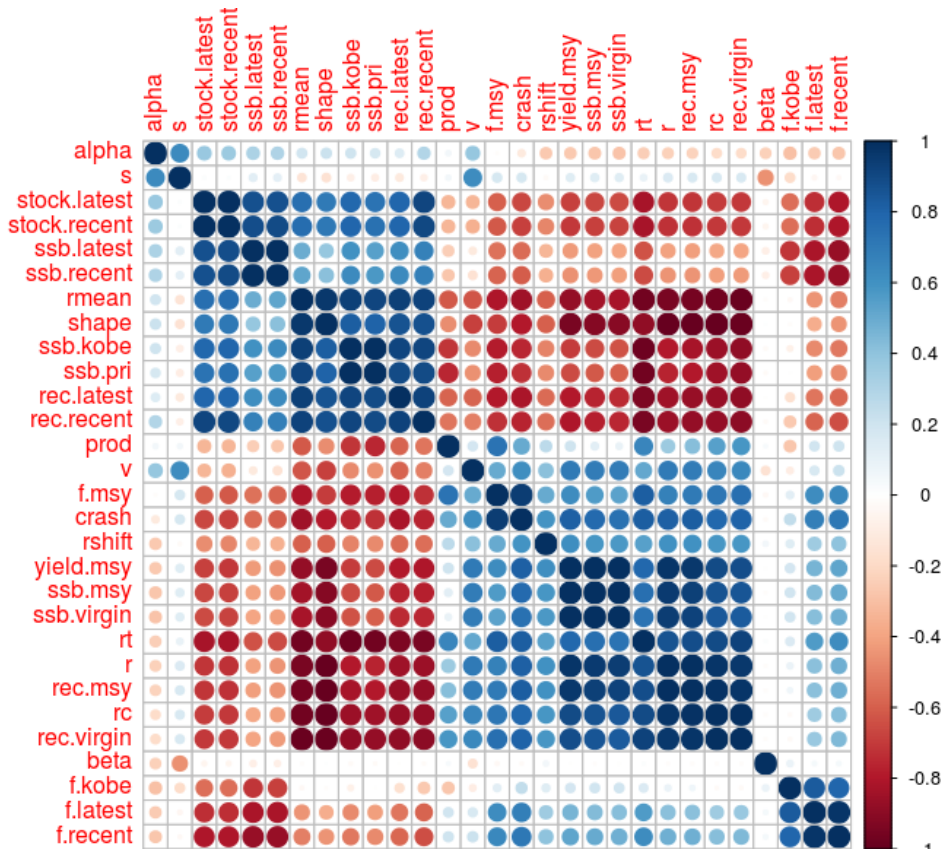 alpha
s
stock.latest
stock.recent
ssb.latest
ssb.recent
rmean
shape
ssb.kobe
ssb.pri
rec.latest
rec.recent
prod
v
f.msy
crash
rshift
yield.msy
ssb.msy
ssb.virgin
rt
r
rec.msy
rc
rec.virgin
beta
f.kobe
f.latest
f.recent
alpha
s
stock.latest
stock.recent
ssb.latest
ssb.recent
rmean
shape
ssb.kobe
ssb.pri
rec.latest
rec.recent
prod
v
f.msy
crash
rshift
yield.msy
ssb.msy
ssb.virgin
rt
r
rec.msy
rc
rec.virgin
beta
f.kobe
f.latest
f.recent
1
0.8
0.6
0.4
0.2
0
-0.2
-0.4
-0.6
-0.8
-1